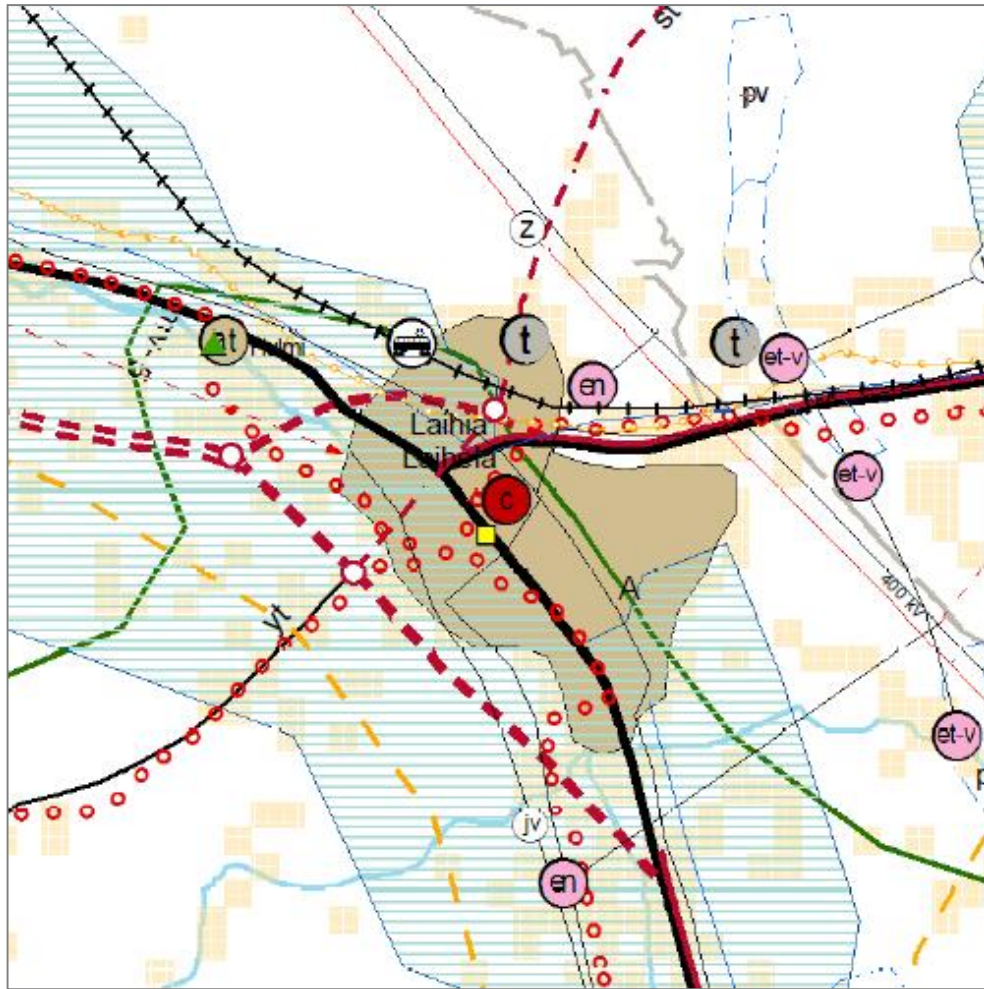 st
pv
z
t
t
at
Hulmi
en
et-v
Laihia
Laihela
et-v
c
A
400 kV
yt
et-v
jv
en